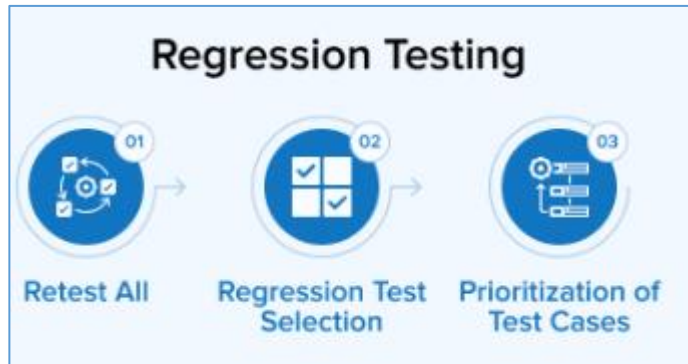 Regression Testing
01
02
03
Retest All
Regression Test
Selection
Prioritization of
Test Cases